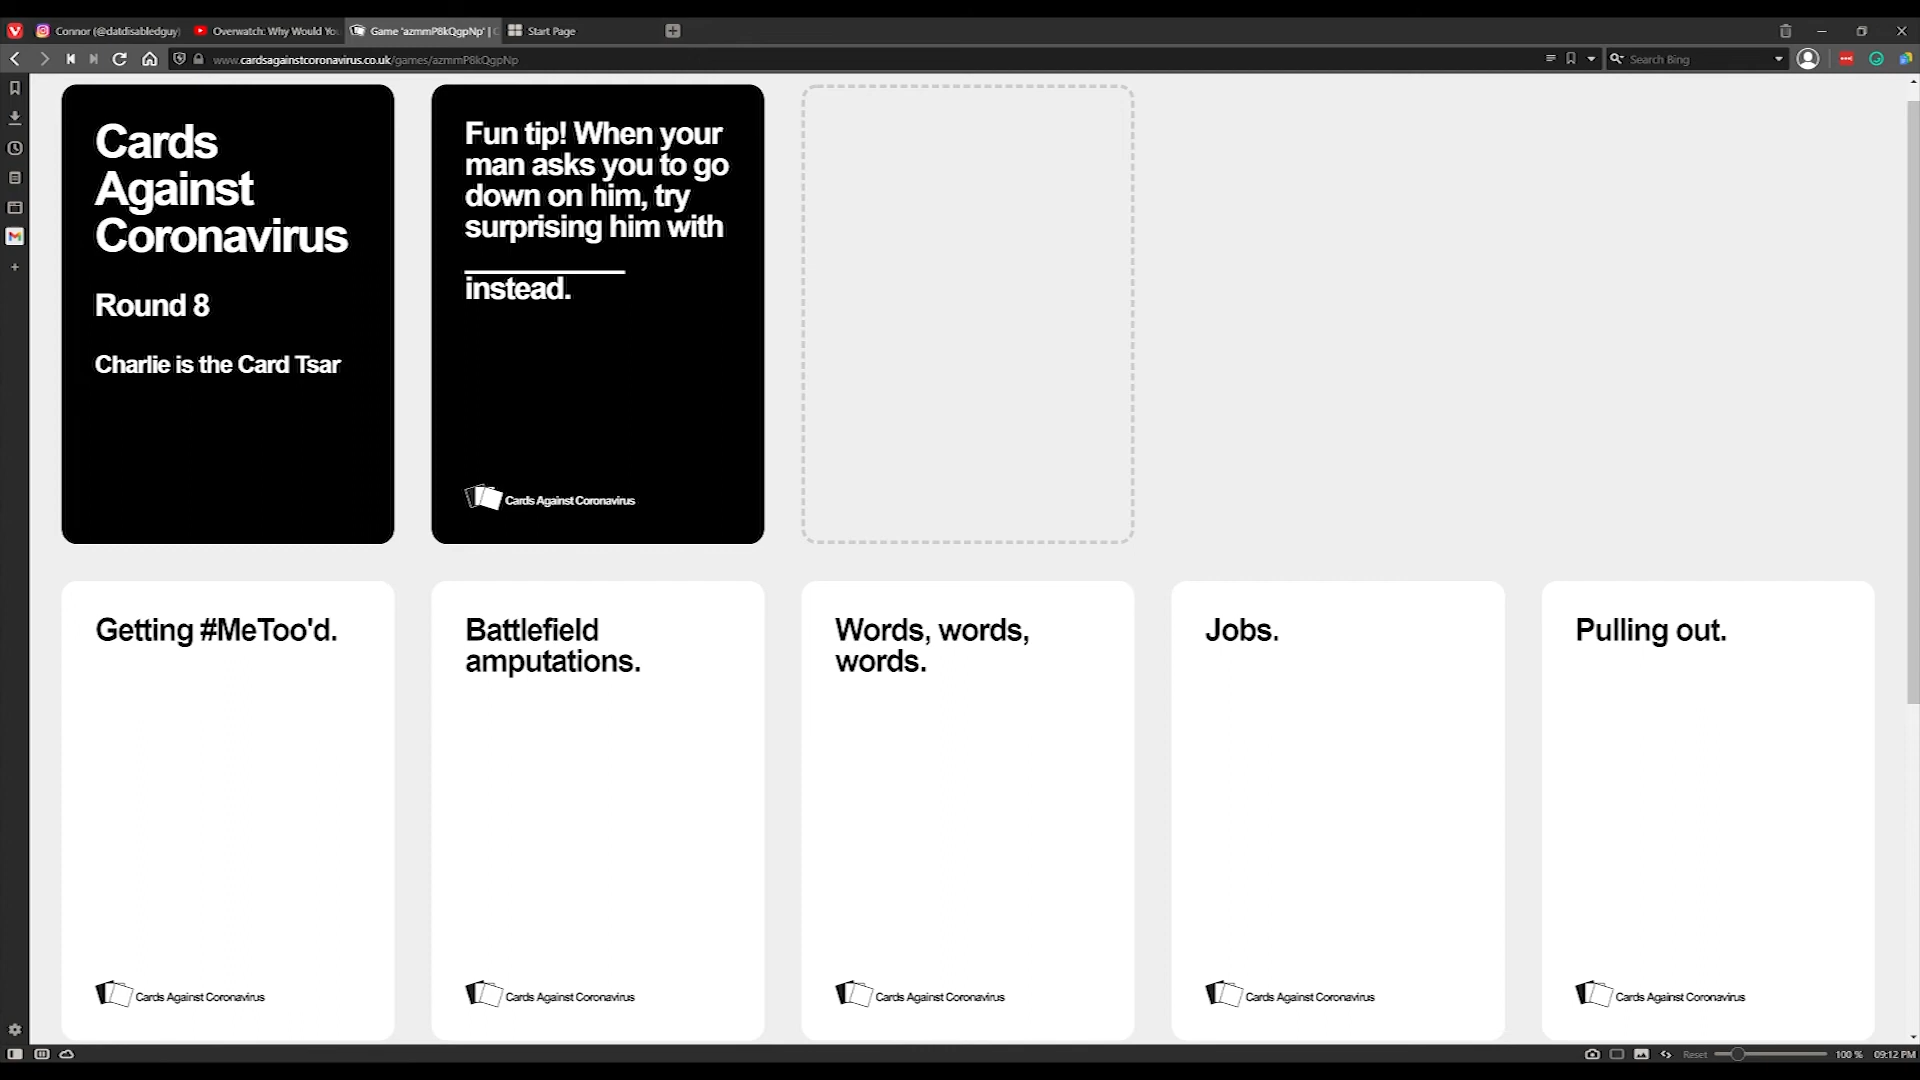 Connor (@datdisabledguy)
Overwatch: Why Would Yo
Game 'azmmP8kQgpNp' | C
Start Page
www.cardsagainstcoronavirus.co.uk/games/azmmP8kQgpNp
Search Bing
Cards
Against
Coronavirus
Round 8
Charlie is the Card Tsar
Fun tip! When your
man asks you to go
down on him, try
surprising him with
__________
instead.
Cards Against Coronavirus
Getting #MeToo'd.
Cards Against Coronavirus
Battlefield
amputations.
Cards Against Coronavirus
Words, words,
words.
Cards Against Coronavirus
Jobs.
Cards Against Coronavirus
Pulling out.
Cards Against Coronavirus
Reset
100 %
09:12 PM